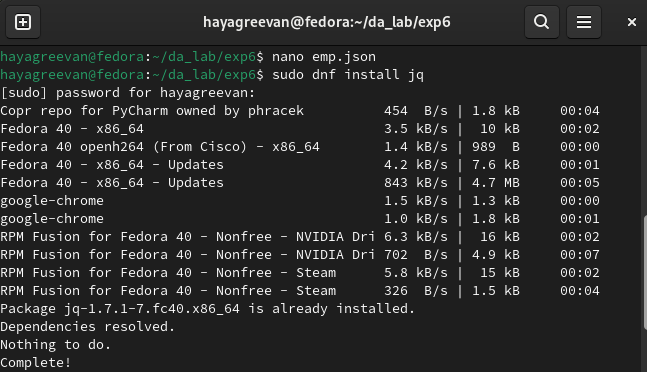 hayagreevan@fedora:~/da_lab/exp6
hayagreevan@fedora:~/da_lab/exp6$ nano emp.json
hayagreevan@fedora:~/da_lab/exp6$ sudo dnf install jq
[sudo] password for hayagreevan:
Copr repo for PyCharm owned by phracek          454  B/s | 1.8 kB     00:04
Fedora 40 - x86_64                              3.5 kB/s |  10 kB     00:02
Fedora 40 openh264 (From Cisco) - x86_64        1.4 kB/s | 989  B     00:00
Fedora 40 - x86_64 - Updates                    4.2 kB/s | 7.6 kB     00:01
Fedora 40 - x86_64 - Updates                    843 kB/s | 4.7 MB     00:05
google-chrome                                   1.5 kB/s | 1.3 kB     00:00
google-chrome                                   1.0 kB/s | 1.8 kB     00:01
RPM Fusion for Fedora 40 - Nonfree - NVIDIA Dri 6.3 kB/s |  16 kB     00:02
RPM Fusion for Fedora 40 - Nonfree - NVIDIA Dri 702  B/s | 4.9 kB     00:07
RPM Fusion for Fedora 40 - Nonfree - Steam      5.8 kB/s |  15 kB     00:02
RPM Fusion for Fedora 40 - Nonfree - Steam      326  B/s | 1.5 kB     00:04
Package jq-1.7.1-7.fc40.x86_64 is already installed.
Dependencies resolved.
Nothing to do.
Complete!